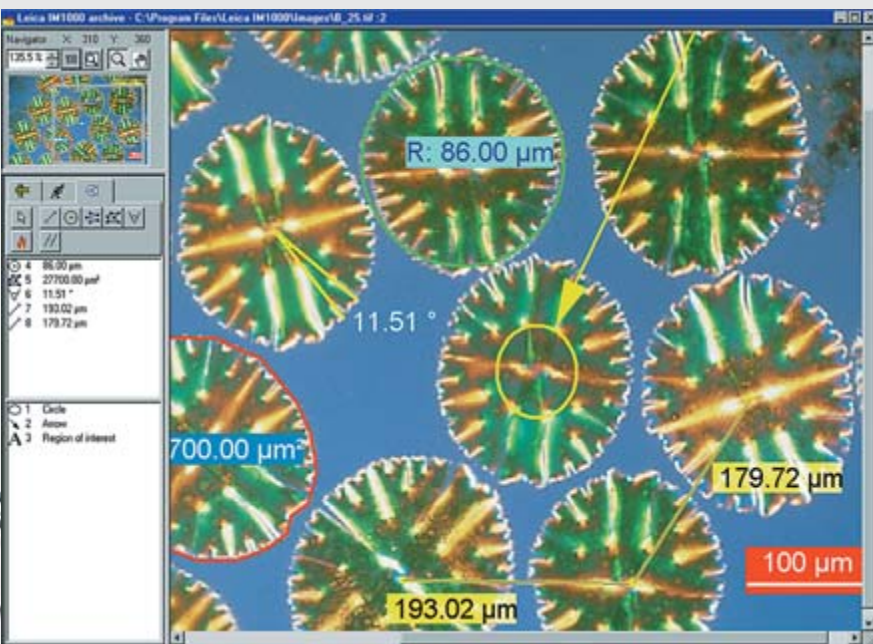 Leica IM1000 archive - C:\Program Files\Leica IM1000\Images\B_25.tif :2
Navigator X 310 Y: 360
135.5 %
4 86.00 µm
5 27700.00 µm²
6 11.51 °
7 193.02 µm
8 179.72 µm
1 Circle
2 Arrow
A 3 Region of interest
R: 86.00 µm
11.51 °
700.00 µm²
179.72 µm
100 µm
193.02 µm